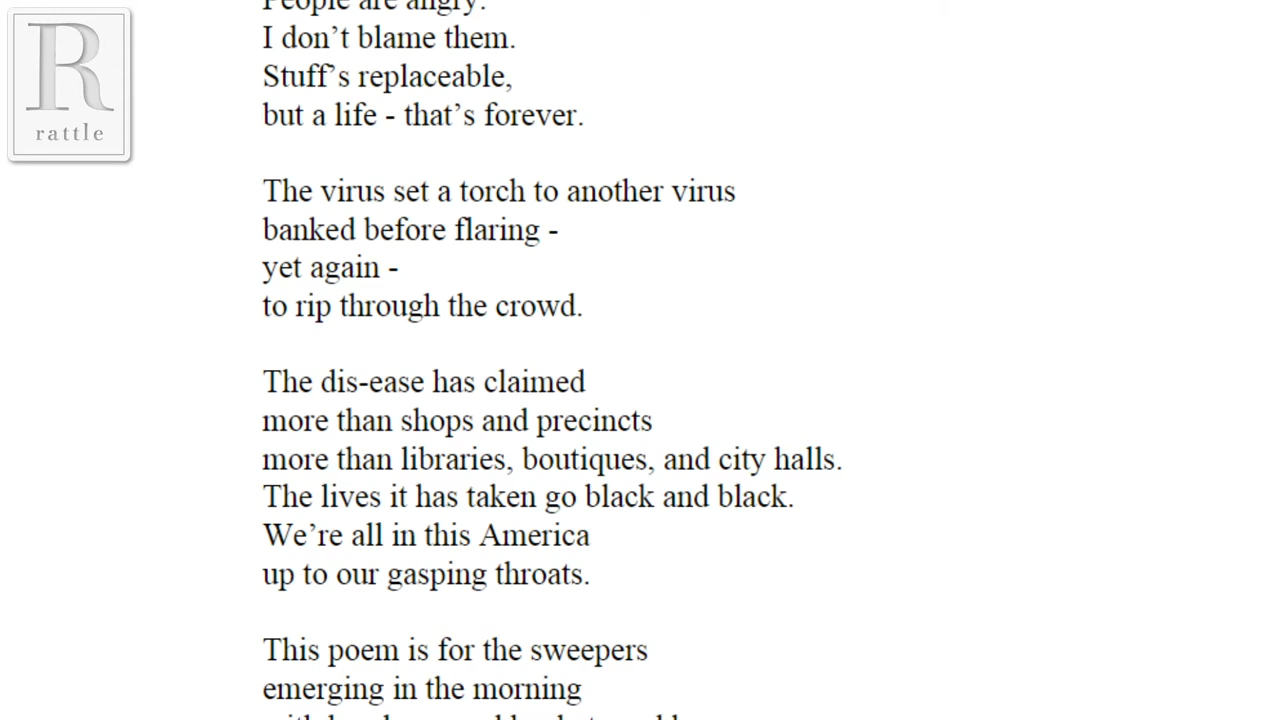 R
rattle
People are angry.
I don't blame them.
Stuff's replaceable,
but a life - that's forever.
The virus set a torch to another virus
banked before flaring -
yet again -
to rip through the crowd.
The dis-ease has claimed
more than shops and precincts
more than libraries, boutiques, and city halls.
The lives it has taken go black and black.
We're all in this America
up to our gasping throats.
This poem is for the sweepers
emerging in the morning